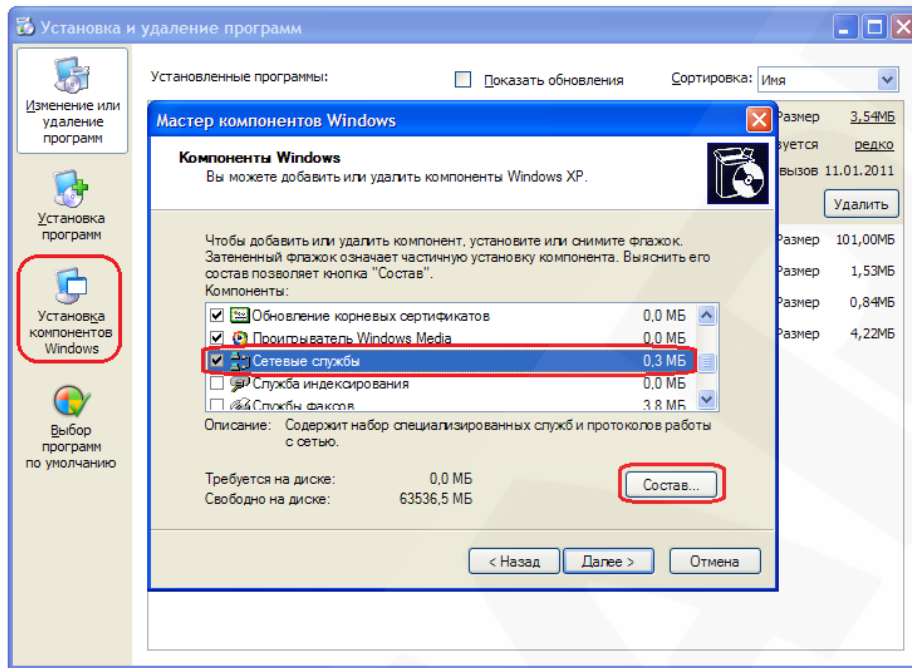 Установка и удаление программ
Изменение или
удаление
программ
Установка
программ
Установка
компонентов
Windows
Выбор
программ
по умолчанию
Установленные программы:
Показать обновления
Сортировка: Имя
Размер 3,54МБ
зуется редко
вызов 11.01.2011
Удалить
Размер 101,00МБ
Размер 1,53МБ
Размер 0,84МБ
Размер 4,22МБ
Мастер компонентов Windows
Компоненты Windows
Вы можете добавить или удалить компоненты Windows XP.
Чтобы добавить или удалить компонент, установите или снимите флажок.
Затененный флажок означает частичную установку компонента. Выяснить его
состав позволяет кнопка "Состав".
Компоненты:
Обновление корневых сертификатов 0,0 МБ
Проигрыватель Windows Media 0,0 МБ
Сетевые службы 0,3 МБ
Служба индексирования 0,0 МБ
Службы факсов 3,8 МБ
Описание: Содержит набор специализированных служб и протоколов работы
с сетью.
Требуется на диске: 0,0 МБ
Свободно на диске: 63536,5 МБ
Состав...
< Назад
Далее >
Отмена